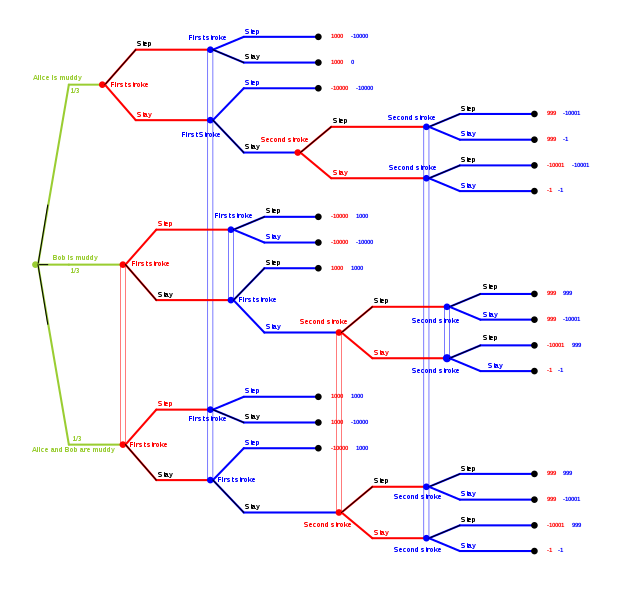 Step
1000 -10000
First stroke
Step
Stay
1000 0
Alice is muddy
1/3
First stroke
Step
-10000 -10000
Stay
First Stroke
Stay
Second stroke
Step
Second stroke
Step
999 -10001
Stay
999 -1
Stay
Second stroke
Step
-10001 -10001
Stay
-1 -1
Step
First stroke
Step
-10000 1000
Stay
-10000 -10000
Bob is muddy
1/3
First stroke
Stay
First stroke
Step
1000 1000
Stay
Second stroke
Step
Second stroke
Step
999 999
Stay
999 -10001
Stay
Second stroke
Step
-10001 999
Stay
-1 -1
Step
First stroke
Step
1000 1000
Stay
1000 -10000
1/3
Alice and Bob are muddy
First stroke
Stay
First stroke
Step
-10000 1000
Stay
Second stroke
Step
Second stroke
Step
999 999
Stay
999 -10001
Stay
Second stroke
Step
-10001 999
Stay
-1 -1